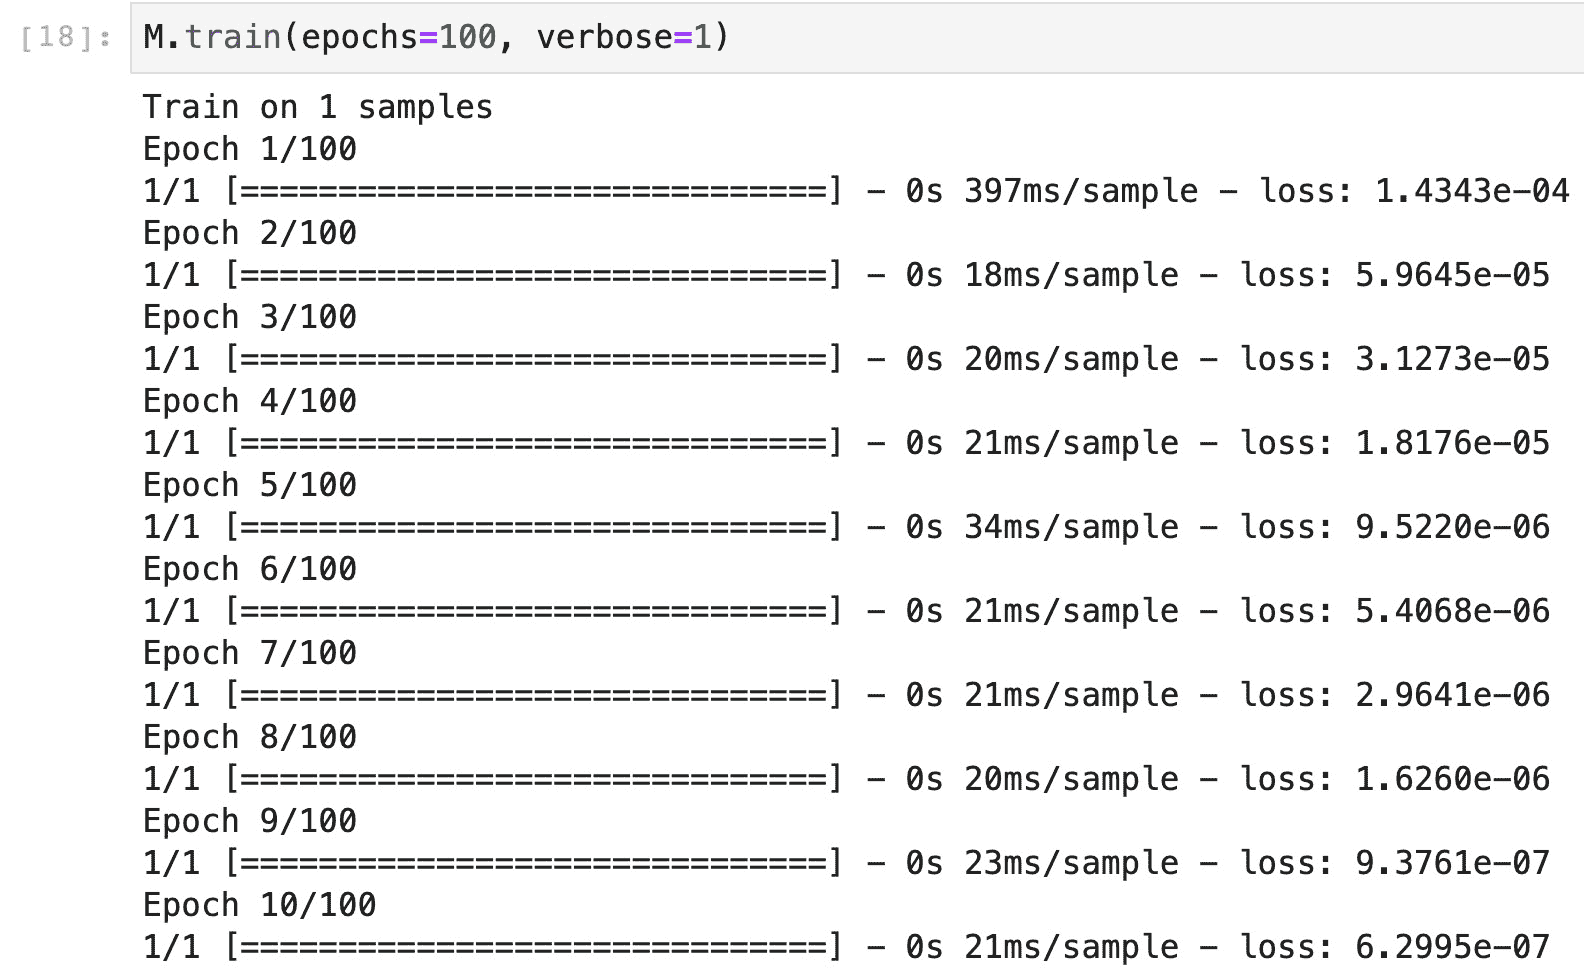 [18]: M.train(epochs=100, verbose=1)
Train on 1 samples
Epoch 1/100
1/1 [==============================] - 0s 397ms/sample - loss: 1.4343e-04
Epoch 2/100
1/1 [==============================] - 0s 18ms/sample - loss: 5.9645e-05
Epoch 3/100
1/1 [==============================] - 0s 20ms/sample - loss: 3.1273e-05
Epoch 4/100
1/1 [==============================] - 0s 21ms/sample - loss: 1.8176e-05
Epoch 5/100
1/1 [==============================] - 0s 34ms/sample - loss: 9.5220e-06
Epoch 6/100
1/1 [==============================] - 0s 21ms/sample - loss: 5.4068e-06
Epoch 7/100
1/1 [==============================] - 0s 21ms/sample - loss: 2.9641e-06
Epoch 8/100
1/1 [==============================] - 0s 20ms/sample - loss: 1.6260e-06
Epoch 9/100
1/1 [==============================] - 0s 23ms/sample - loss: 9.3761e-07
Epoch 10/100
1/1 [==============================] - 0s 21ms/sample - loss: 6.2995e-07